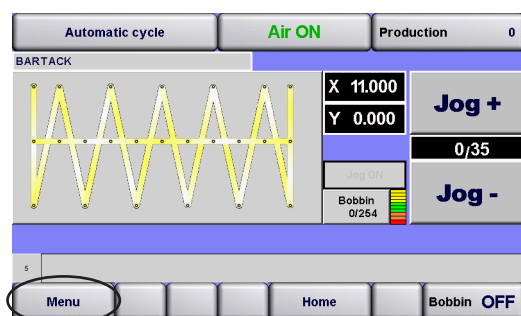 Automatic cycle Air ON Production 0
BARTACK
X 11.000
Y 0.000
Jog +
0/35
Jog ON
Jog -
Bobbin
0/254
5
Menu Home Bobbin OFF